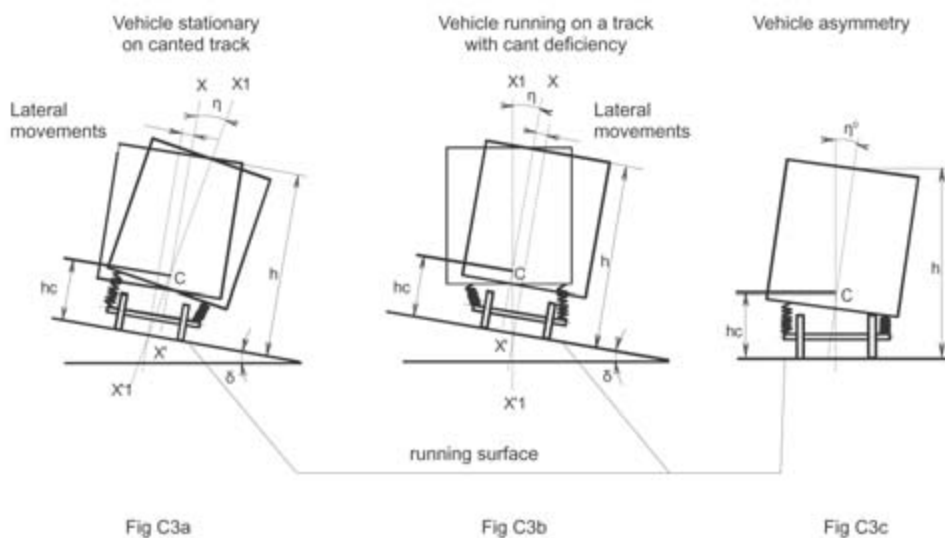 Vehicle stationary
on canted track
Vehicle running on a track
with cant deficiency
Vehicle asymmetry
X X1
η
Lateral
movements
X1 X
η
Lateral
movements
η⁰
h
C
hc
X'
X'1
δ
h
C
hc
X'
X'1
δ
h
C
hc
running surface
Fig C3a
Fig C3b
Fig C3c